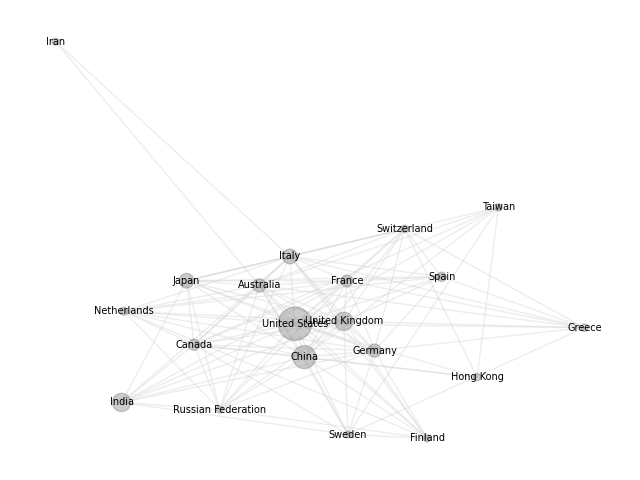 Iran
Taiwan
Switzerland
Italy
Spain
Japan
Australia
France
Netherlands
United States
United Kingdom
Greece
Canada
Germany
China
Hong Kong
India
Russian Federation
Sweden
Finland